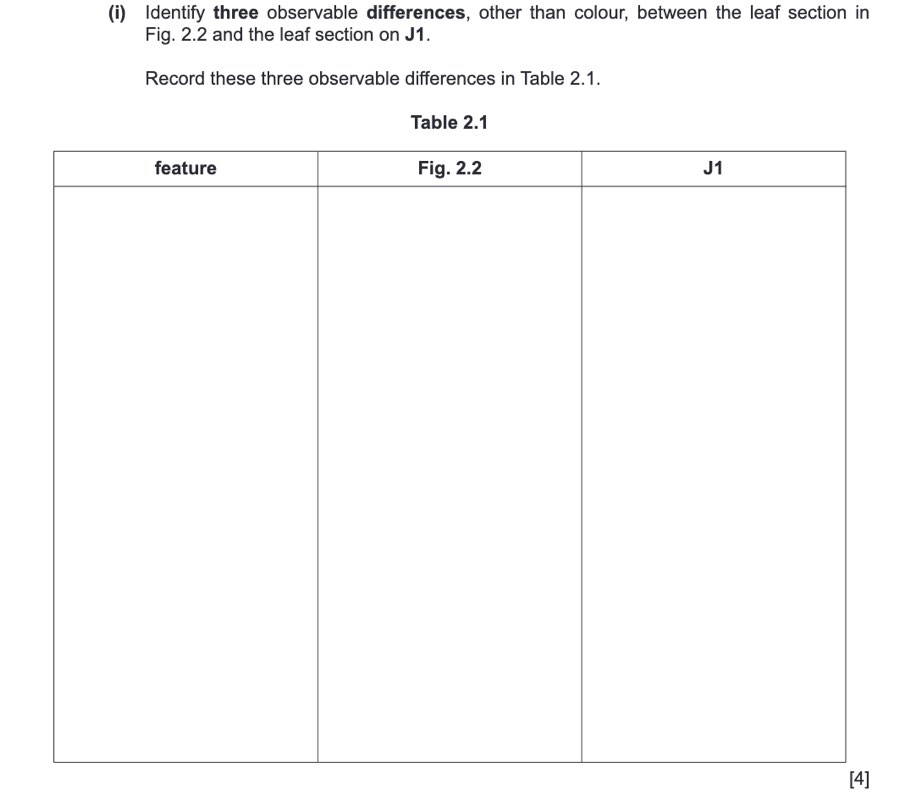 (i) Identify three observable differences, other than colour, between the leaf section in
Fig. 2.2 and the leaf section on J1.
Record these three observable differences in Table 2.1.
Table 2.1
feature Fig. 2.2 J1
[4]